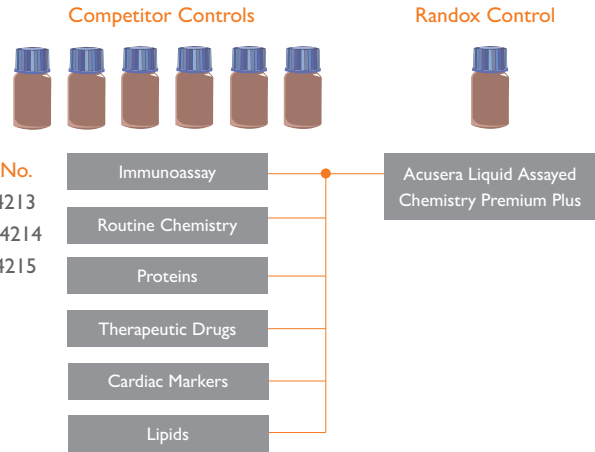 Competitor Controls
Randox Control
No.
4213
4214
4215
Immunoassay
Routine Chemistry
Proteins
Therapeutic Drugs
Cardiac Markers
Lipids
Acusera Liquid Assayed
Chemistry Premium Plus